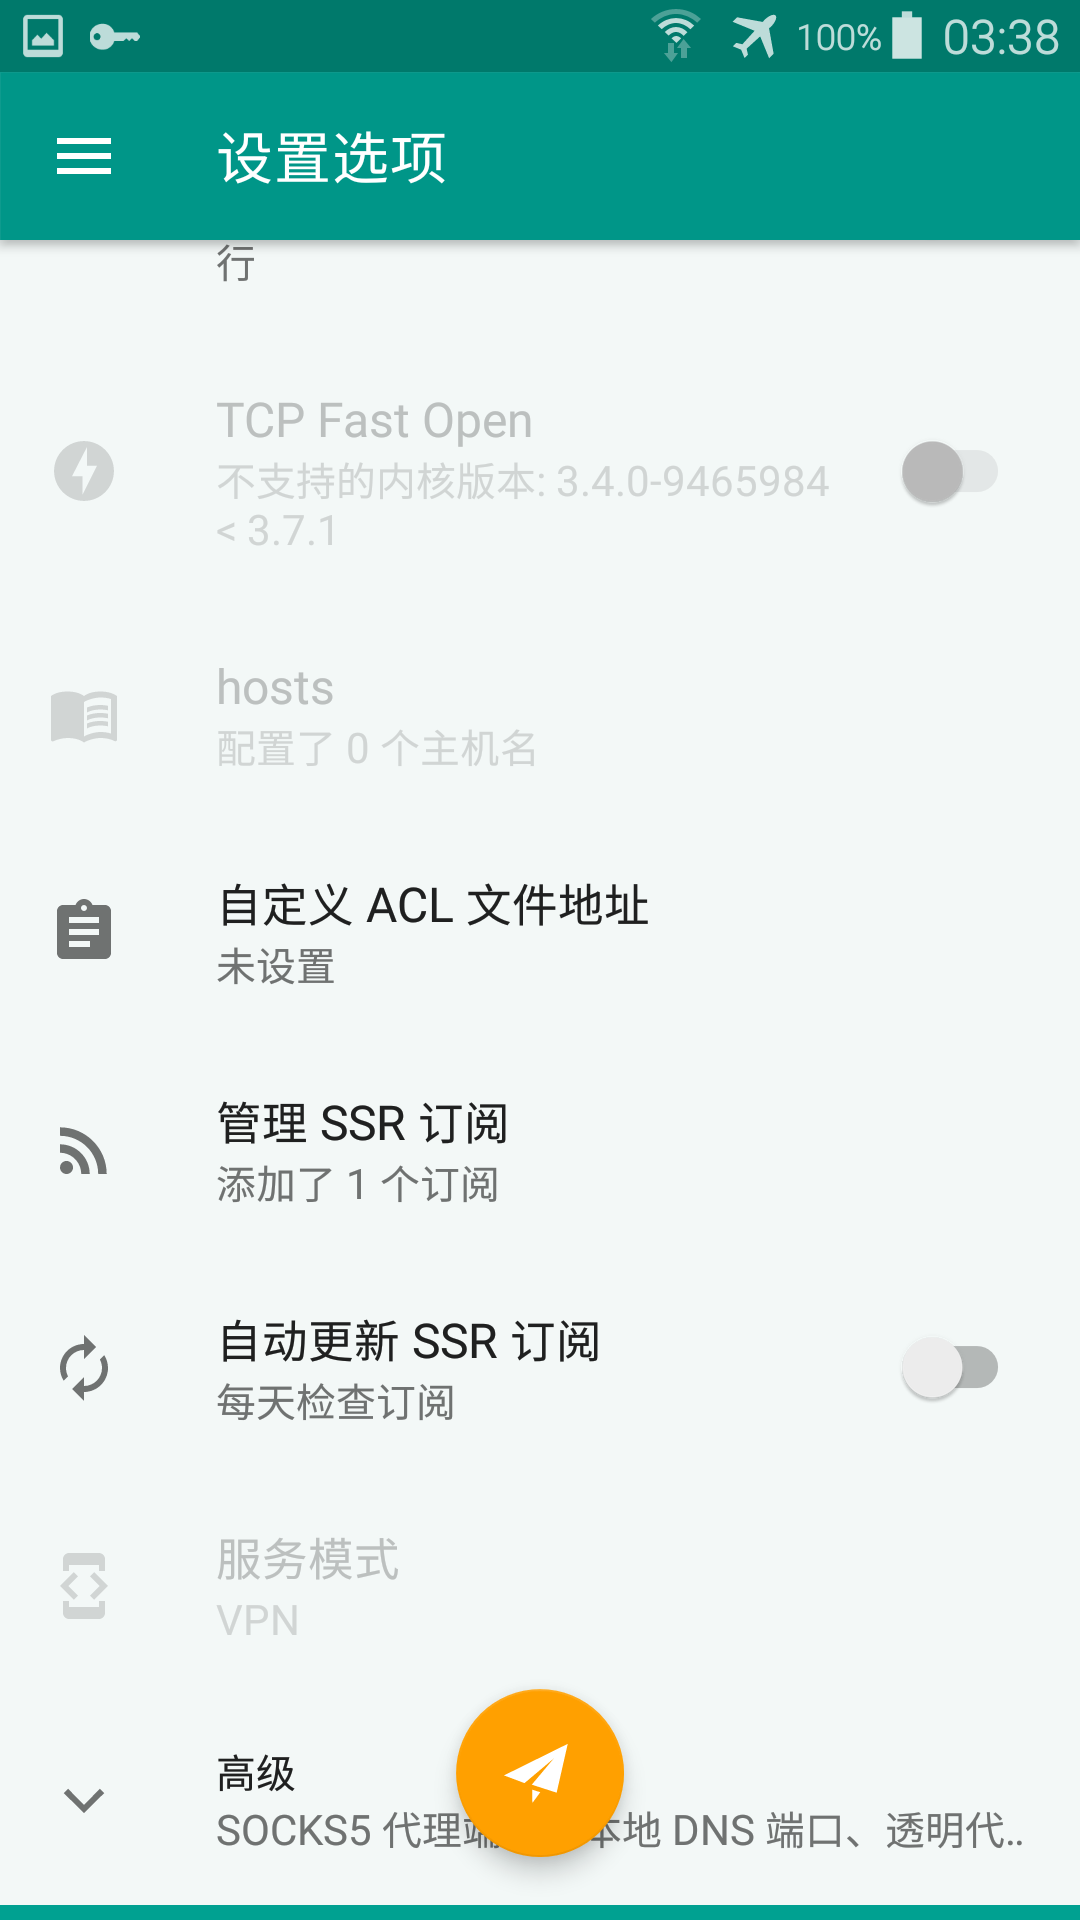 100% 03:38
设置选项
行
TCP Fast Open
不支持的内核版本: 3.4.0-9465984
< 3.7.1
hosts
配置了 0 个主机名
自定义 ACL 文件地址
未设置
管理 SSR 订阅
添加了 1 个订阅
自动更新 SSR 订阅
每天检查订阅
服务模式
VPN
高级
SOCKS5 代理端 本地 DNS 端口、透明代..